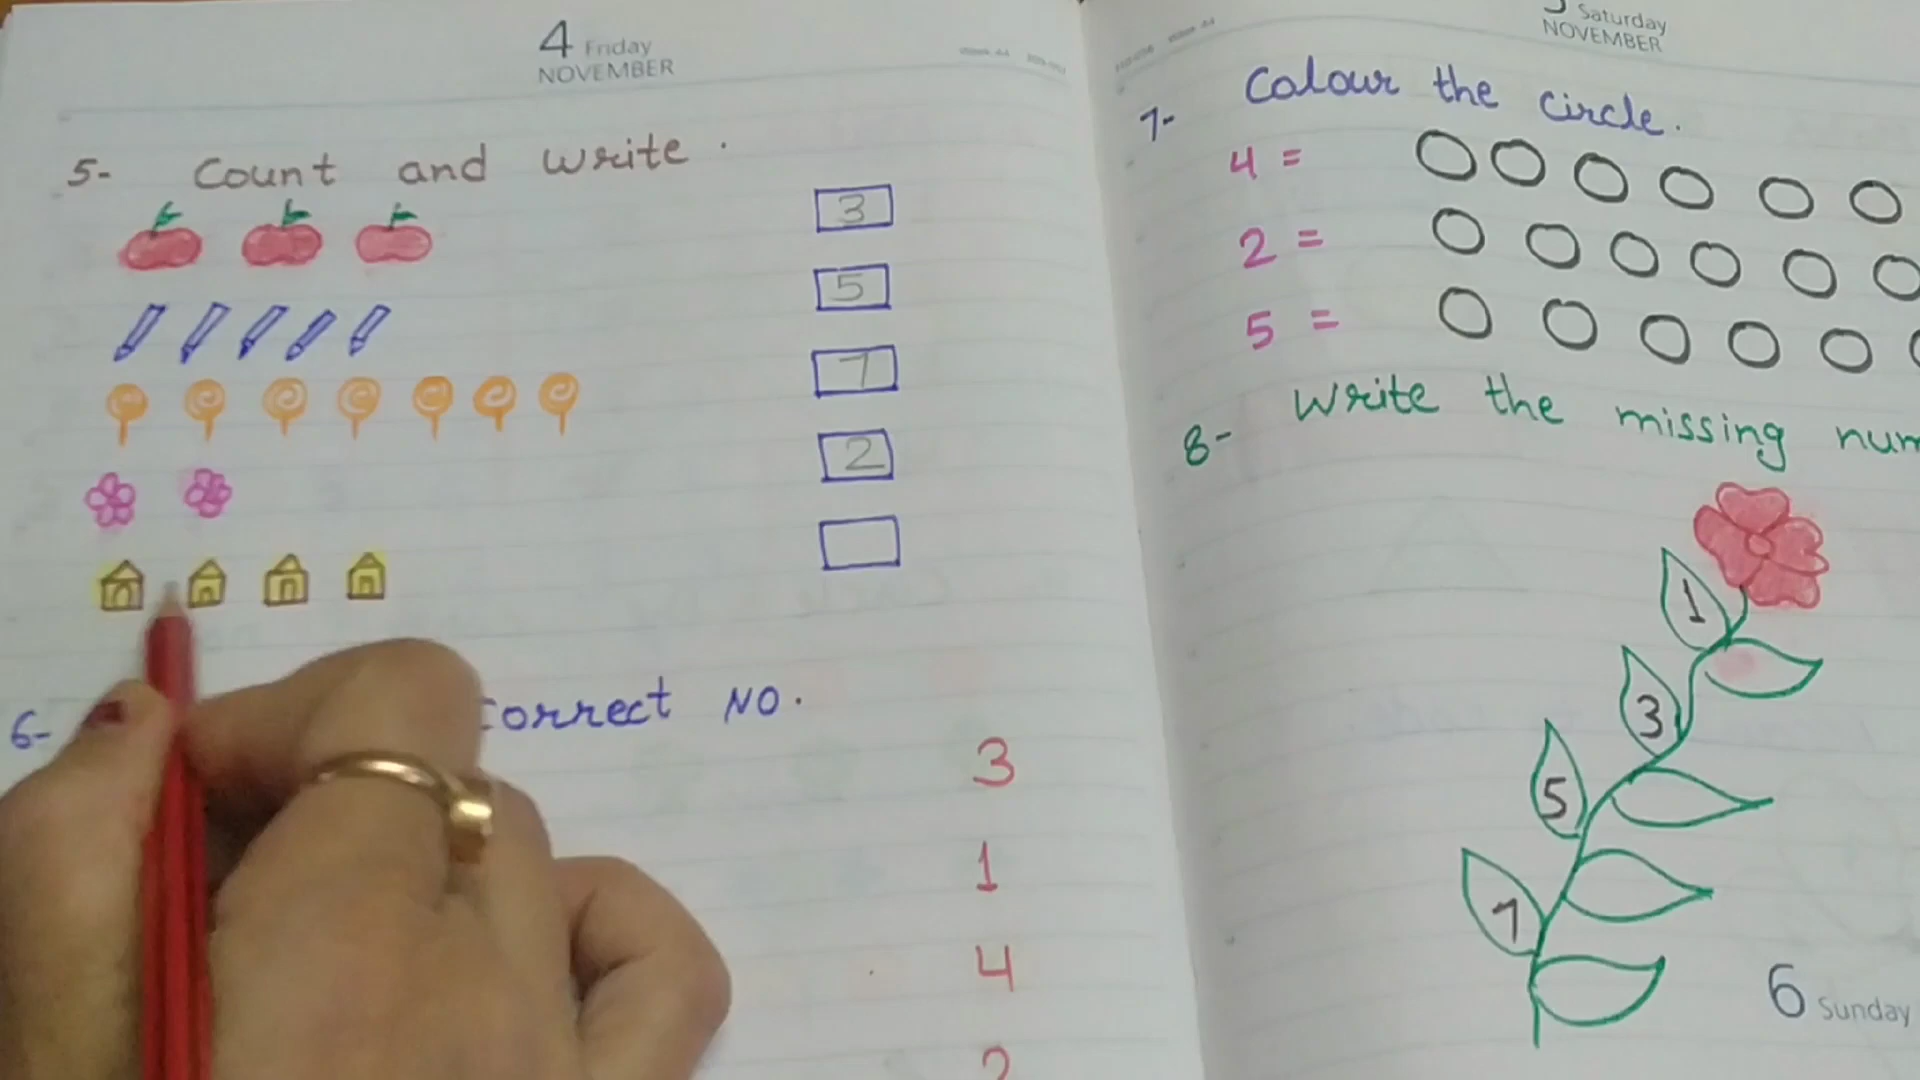 4 Friday
NOVEMBER
5- Count and write.
3
5
7
2
6- correct NO.
3
1
4
Saturday
NOVEMBER
7- Colour the circle.
4 =
2 =
5 =
8- Write the missing
1
3
5
7
6 Sunday